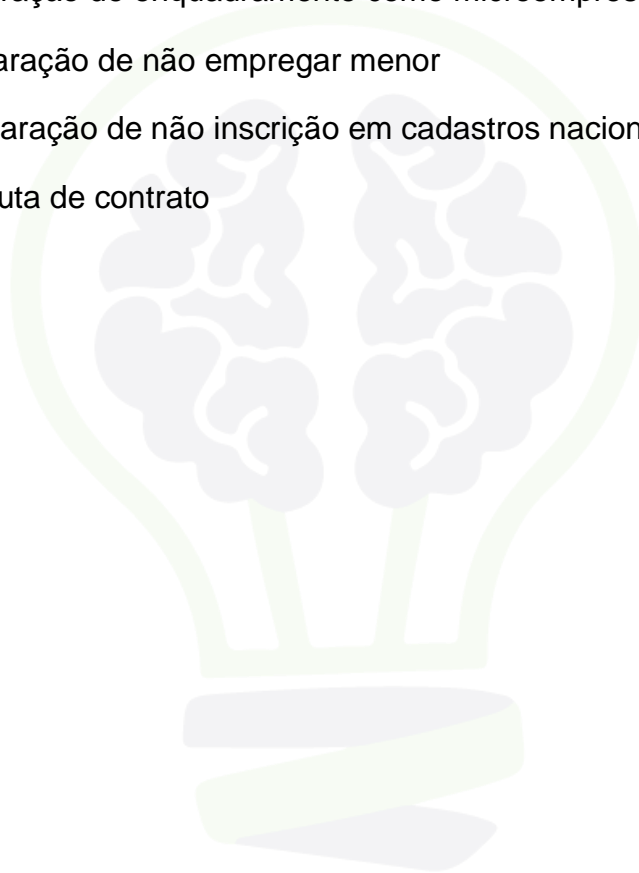 ração de enquadramento como microempres
aração de não empregar menor
aração de não inscrição em cadastros nacion
uta de contrato